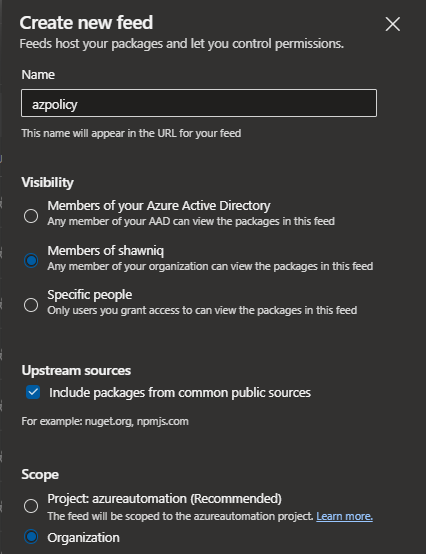 Create new feed
Feeds host your packages and let you control permissions.
Name
azpolicy
This name will appear in the URL for your feed
Visibility
Members of your Azure Active Directory
Any member of your AAD can view the packages in this feed
Members of shawniq
Any member of your organization can view the packages in this feed
Specific people
Only users you grant access to can view the packages in this feed
Upstream sources
Include packages from common public sources
For example: nuget.org, npmjs.com
Scope
Project: azureautomation (Recommended)
The feed will be scoped to the azureautomation project. Learn more.
Organization